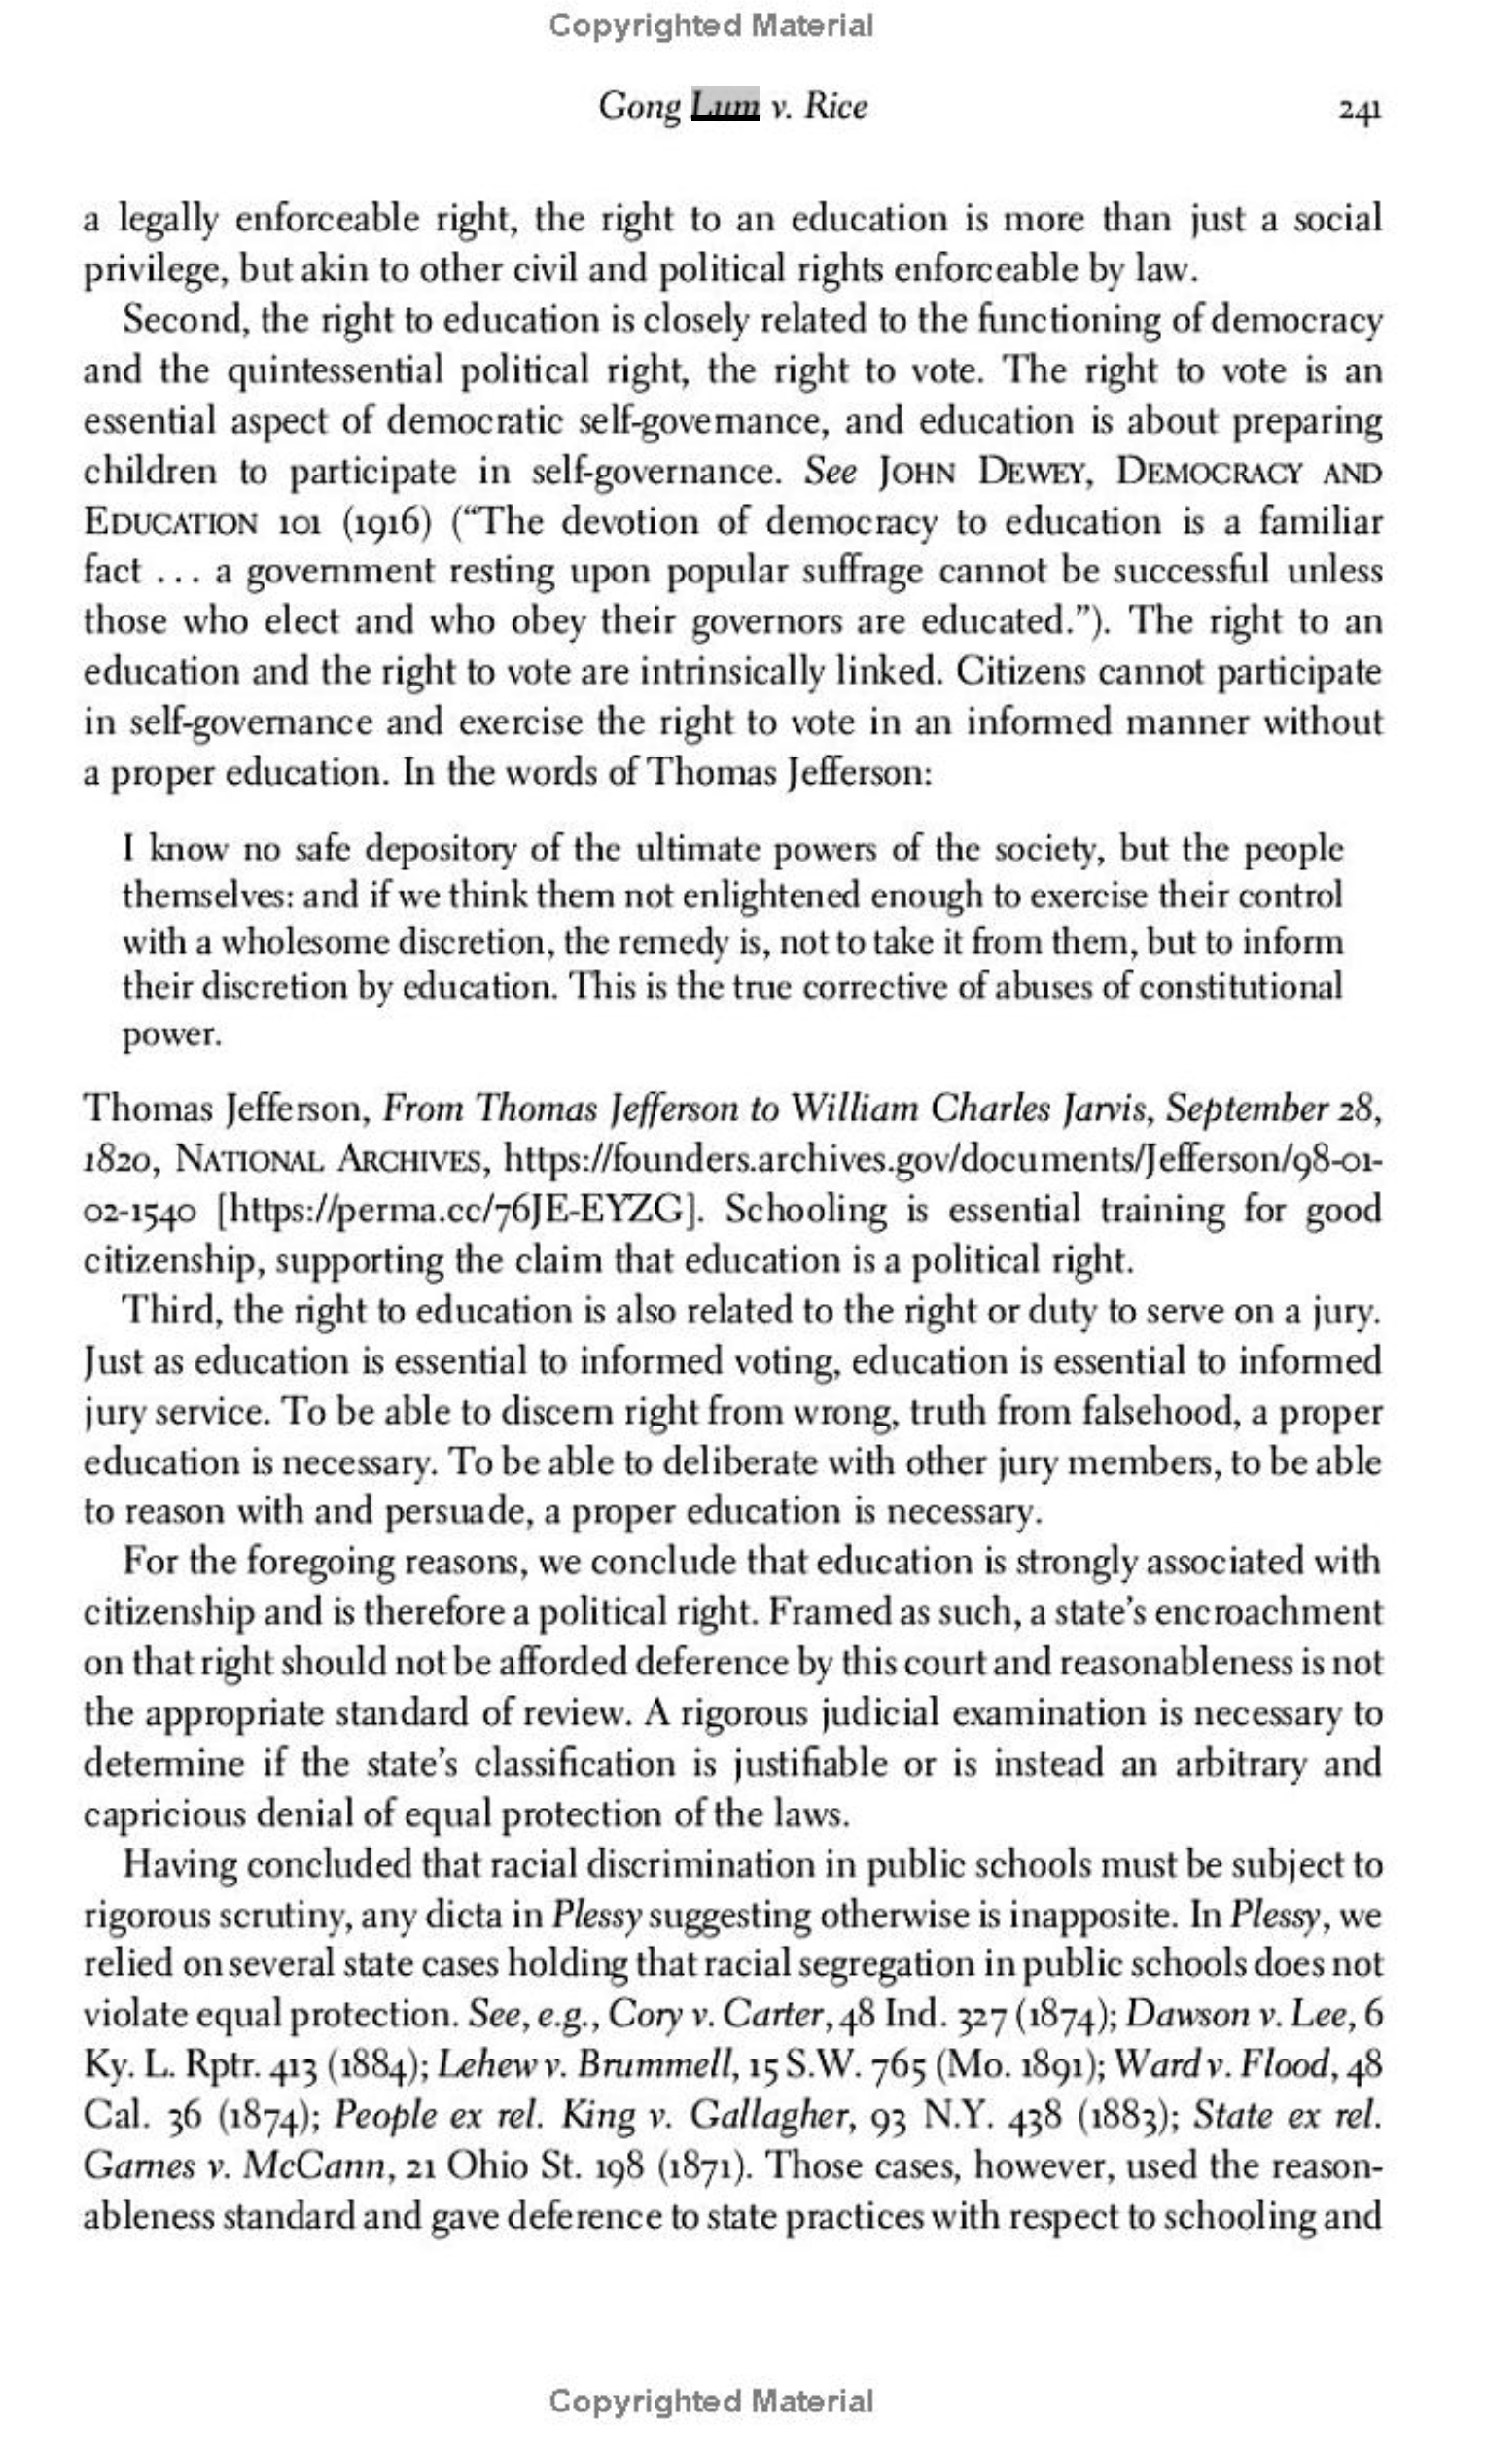 Copyrighted Material
Gong Lum v. Rice 241
a legally enforceable right, the right to an education is more than just a social
privilege, but akin to other civil and political rights enforceable by law.
Second, the right to education is closely related to the functioning of democracy
and the quintessential political right, the right to vote. The right to vote is an
essential aspect of democratic self-governance, and education is about preparing
children to participate in self-governance. See JOHN DEWEY, DEMOCRACY AND
EDUCATION 101 (1916) (“The devotion of democracy to education is a familiar
fact ... a government resting upon popular suffrage cannot be successful unless
those who elect and who obey their governors are educated.”). The right to an
education and the right to vote are intrinsically linked. Citizens cannot participate
in self-governance and exercise the right to vote in an informed manner without
a proper education. In the words of Thomas Jefferson:
I know no safe depository of the ultimate powers of the society, but the people
themselves: and if we think them not enlightened enough to exercise their control
with a wholesome discretion, the remedy is, not to take it from them, but to inform
their discretion by education. This is the true corrective of abuses of constitutional
power.
Thomas Jefferson, From Thomas Jefferson to William Charles Jarvis, September 28,
1820, NATIONAL ARCHIVES, https://founders.archives.gov/documents/Jefferson/98-01-
02-1540 [https://perma.cc/76JE-EYZG]. Schooling is essential training for good
citizenship, supporting the claim that education is a political right.
Third, the right to education is also related to the right or duty to serve on a jury.
Just as education is essential to informed voting, education is essential to informed
jury service. To be able to discern right from wrong, truth from falsehood, a proper
education is necessary. To be able to deliberate with other jury members, to be able
to reason with and persuade, a proper education is necessary.
For the foregoing reasons, we conclude that education is strongly associated with
citizenship and is therefore a political right. Framed as such, a state’s encroachment
on that right should not be afforded deference by this court and reasonableness is not
the appropriate standard of review. A rigorous judicial examination is necessary to
determine if the state’s classification is justifiable or is instead an arbitrary and
capricious denial of equal protection of the laws.
Having concluded that racial discrimination in public schools must be subject to
rigorous scrutiny, any dicta in Plessy suggesting otherwise is inapposite. In Plessy, we
relied on several state cases holding that racial segregation in public schools does not
violate equal protection. See, e.g., Cory v. Carter, 48 Ind. 327 (1874); Dawson v. Lee, 6
Ky. L. Rptr. 413 (1884); Lehew v. Brummell, 15 S.W. 765 (Mo. 1891); Ward v. Flood, 48
Cal. 36 (1874); People ex rel. King v. Gallagher, 93 N.Y. 438 (1883); State ex rel.
Garnes v. McCann, 21 Ohio St. 198 (1871). Those cases, however, used the reason-
ableness standard and gave deference to state practices with respect to schooling and
Copyrighted Material